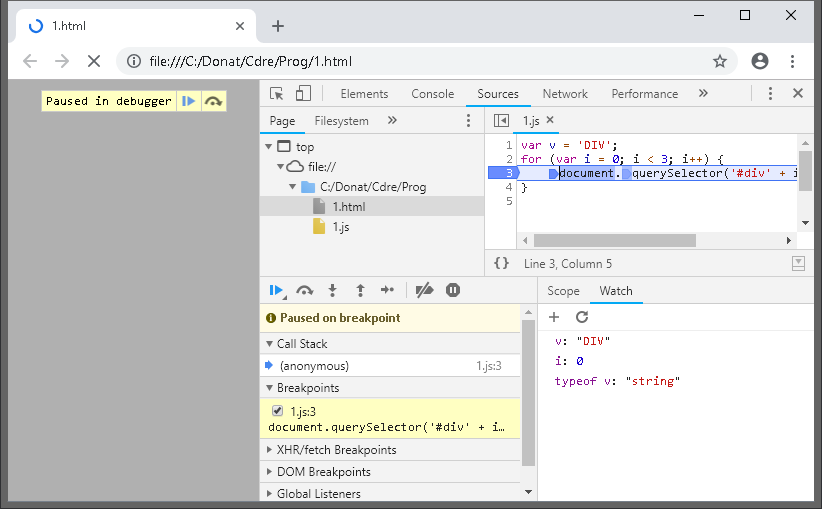 1.html
file:///C:/Donat/Cdre/Prog/1.html
Paused in debugger
Elements Console Sources Network Performance
Page Filesystem
top
file://
C:/Donat/Cdre/Prog
1.html
1.js
1.js
1 var v = 'DIV';
2 for (var i = 0; i < 3; i++) {
3 document.querySelector('#div' + i
4 }
5
{} Line 3, Column 5
Paused on breakpoint
Call Stack
(anonymous) 1.js:3
Breakpoints
1.js:3
document.querySelector('#div' + i…
XHR/fetch Breakpoints
DOM Breakpoints
Global Listeners
Scope Watch
v: "DIV"
i: 0
typeof v: "string"